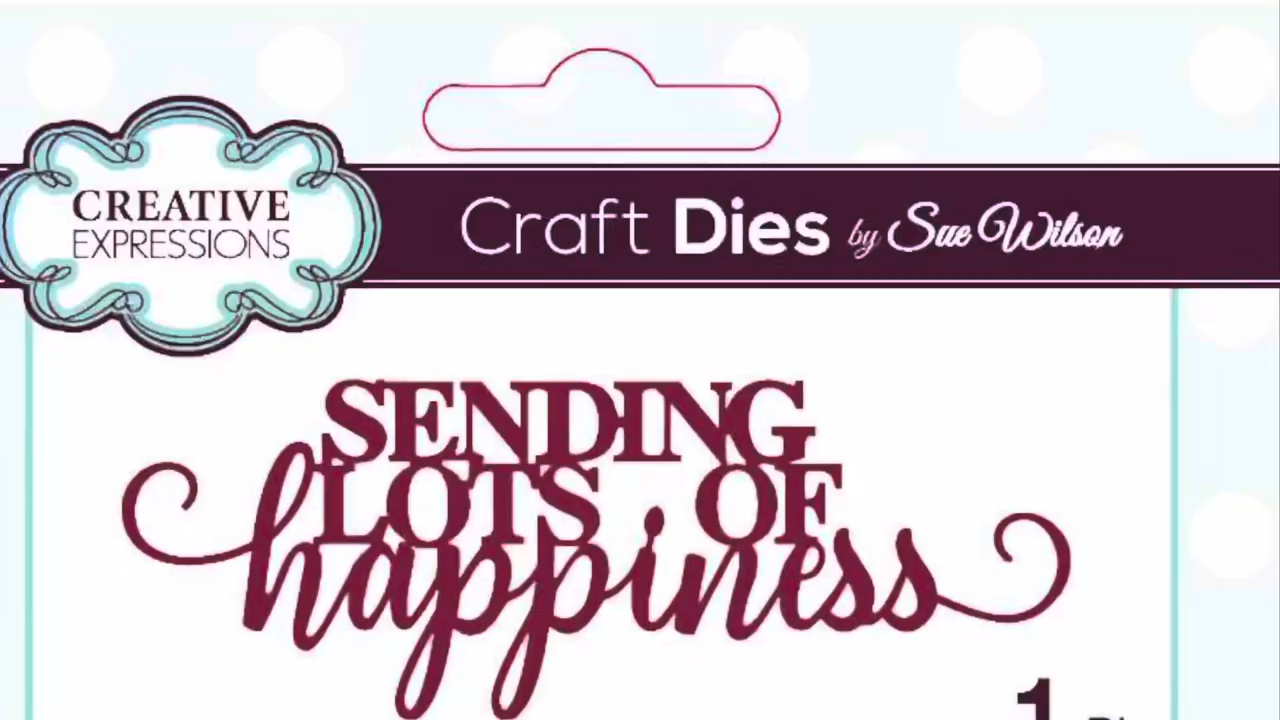 CREATIVE
EXPRESSIONS
Craft Dies by Sue Wilson
SENDING
LOTS OF
happiness
1